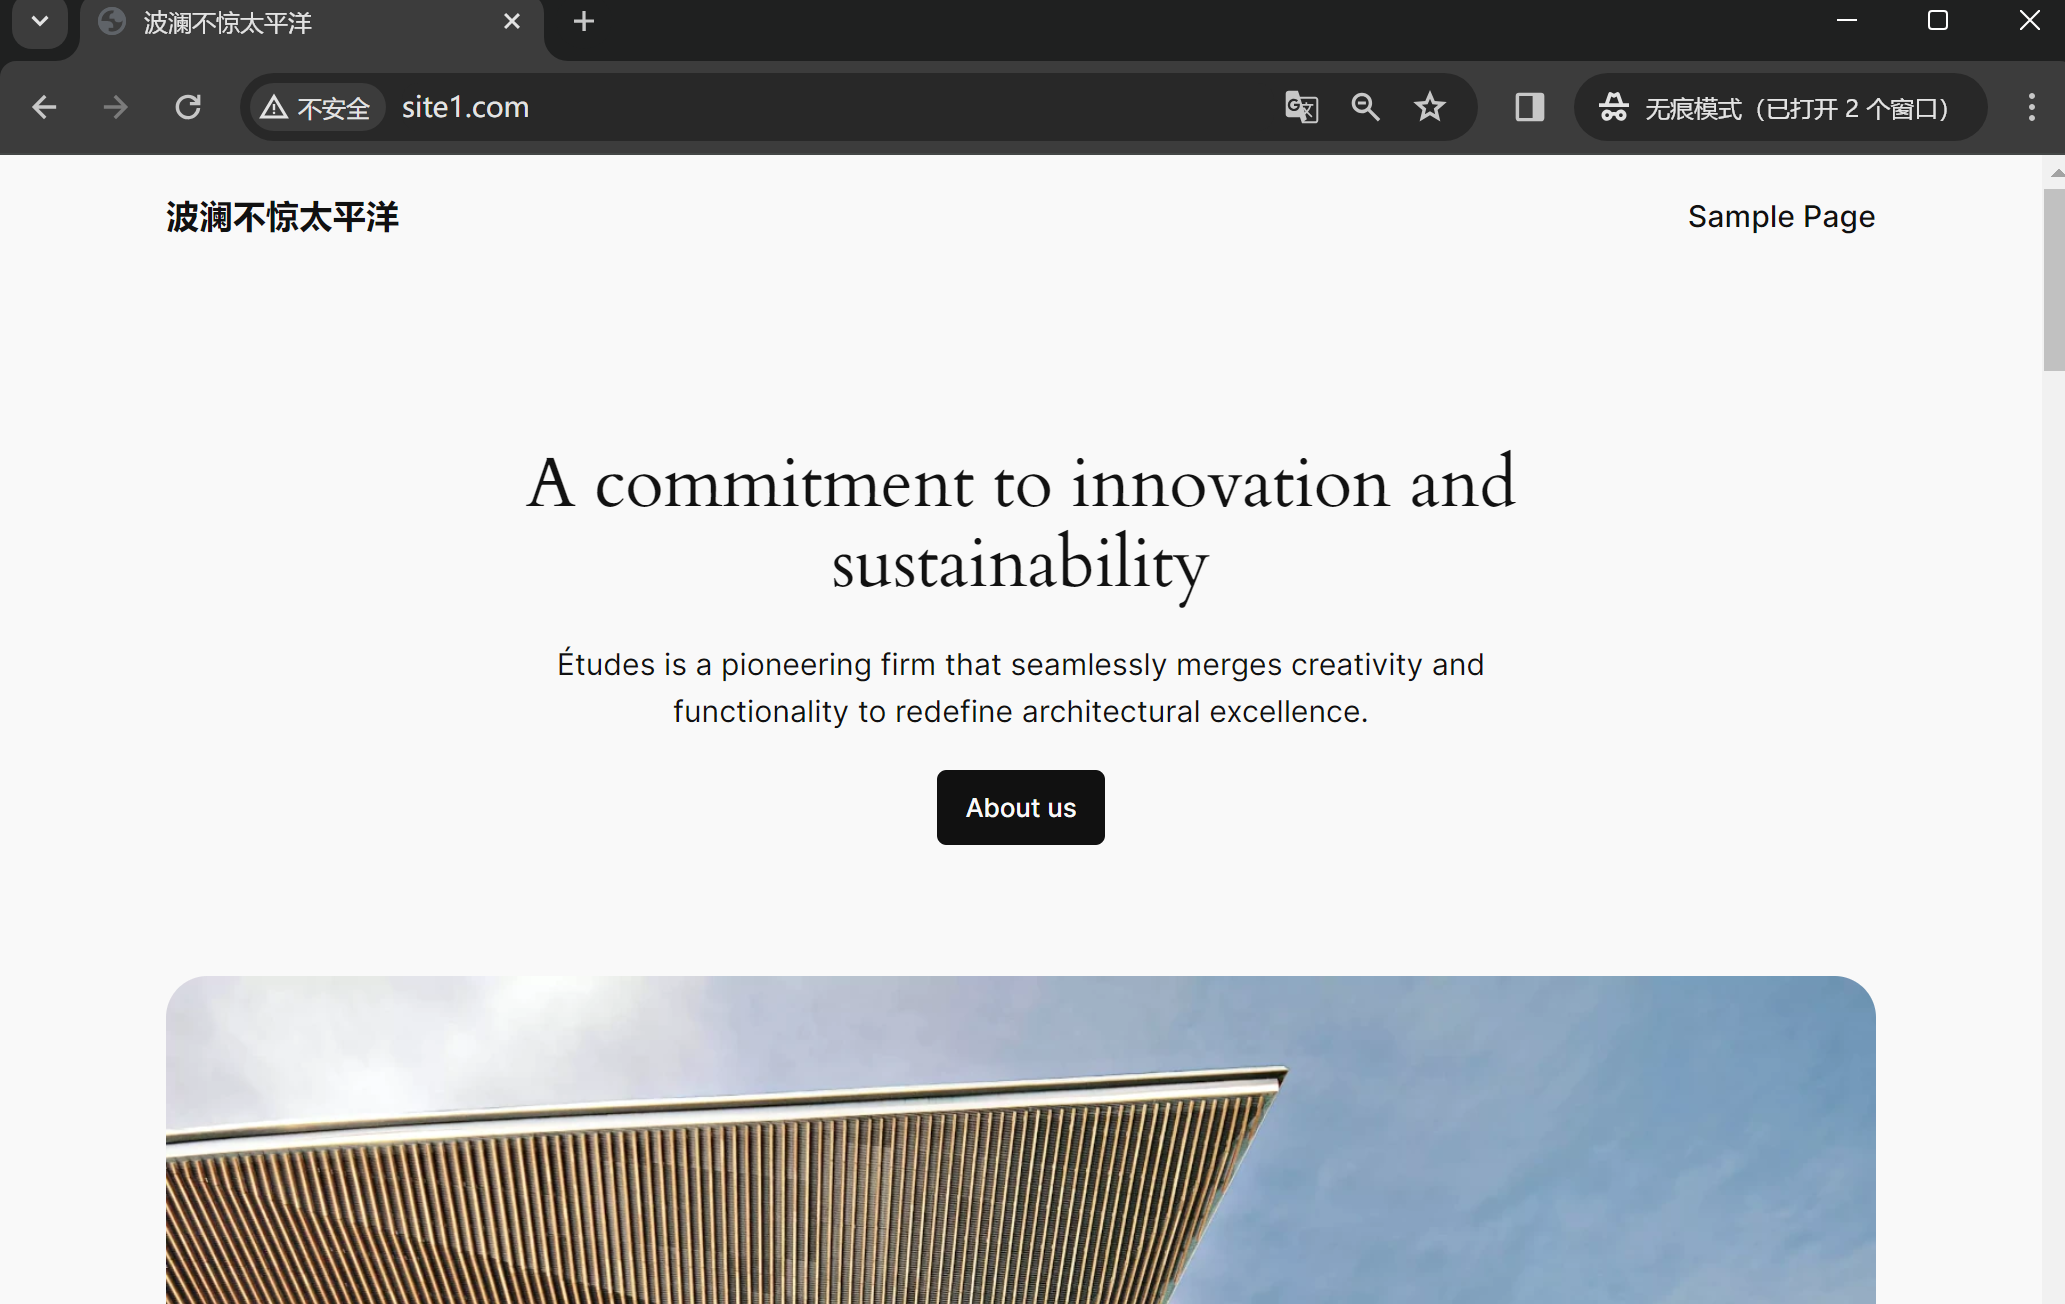 波澜不惊太平洋
不安全
site1.com
无痕模式（已打开 2 个窗口）
波澜不惊太平洋
Sample Page
A commitment to innovation and
sustainability
Études is a pioneering firm that seamlessly merges creativity and
functionality to redefine architectural excellence.
About us